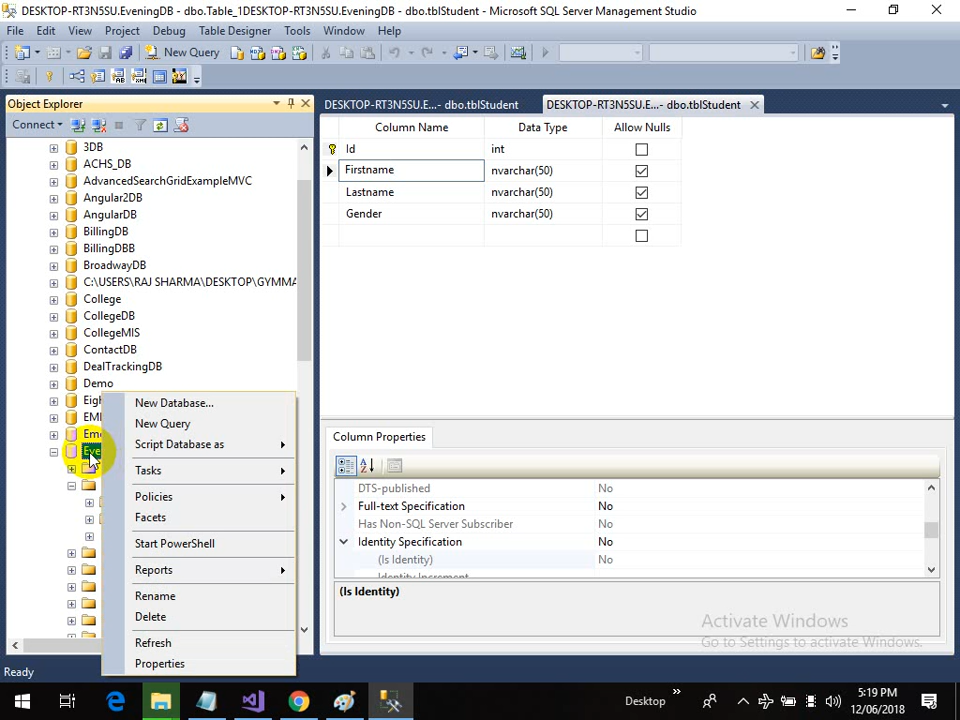 DESKTOP-RT3N5SU.EveningDB - dbo.Table_1DESKTOP-RT3N5SU.EveningDB - dbo.tblStudent - Microsoft SQL Server Management Studio
File Edit View Project Debug Table Designer Tools Window Help
New Query
Object Explorer
Connect
3DB
ACHS_DB
AdvancedSearchGridExampleMVC
Angular2DB
AngularDB
BillingDB
BillingDBB
BroadwayDB
C:\USERS\RAJ SHARMA\DESKTOP\GYMMA
College
CollegeDB
CollegeMIS
ContactDB
DealTrackingDB
Demo
New Database...
New Query
Script Database as
Tasks
Policies
Facets
Start PowerShell
Reports
Rename
Delete
Refresh
Properties
DESKTOP-RT3N5SU.E...- dbo.tblStudent
DESKTOP-RT3N5SU.E...- dbo.tblStudent
Column Name Data Type Allow Nulls
Id int
Firstname nvarchar(50)
Lastname nvarchar(50)
Gender nvarchar(50)
Column Properties
DTS-published No
Full-text Specification No
Has Non-SQL Server Subscriber No
Identity Specification No
(Is Identity) No
Identity Increment
(Is Identity)
Activate Windows
Go to Settings to activate Windows.
Ready
Desktop
5:19 PM
12/06/2018